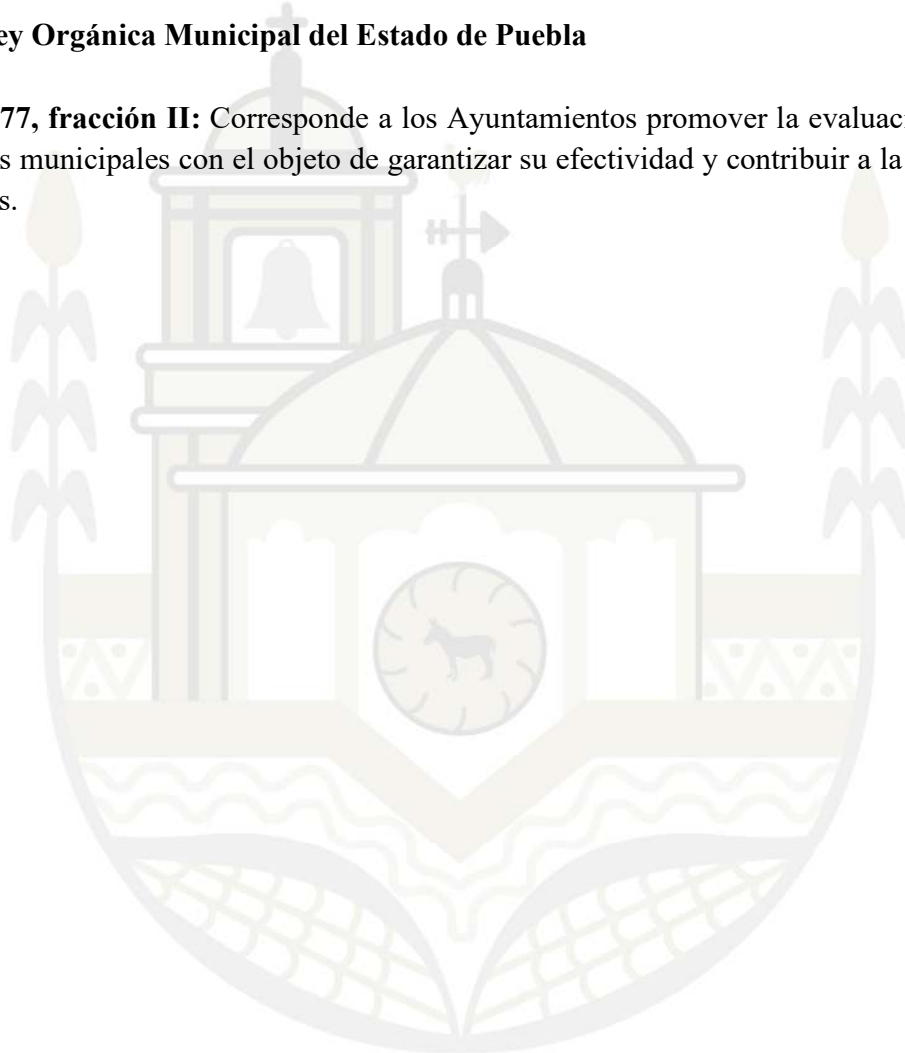 ey Orgánica Municipal del Estado de Puebla
77, fracción II: Corresponde a los Ayuntamientos promover la evaluac
s municipales con el objeto de garantizar su efectividad y contribuir a la
s.